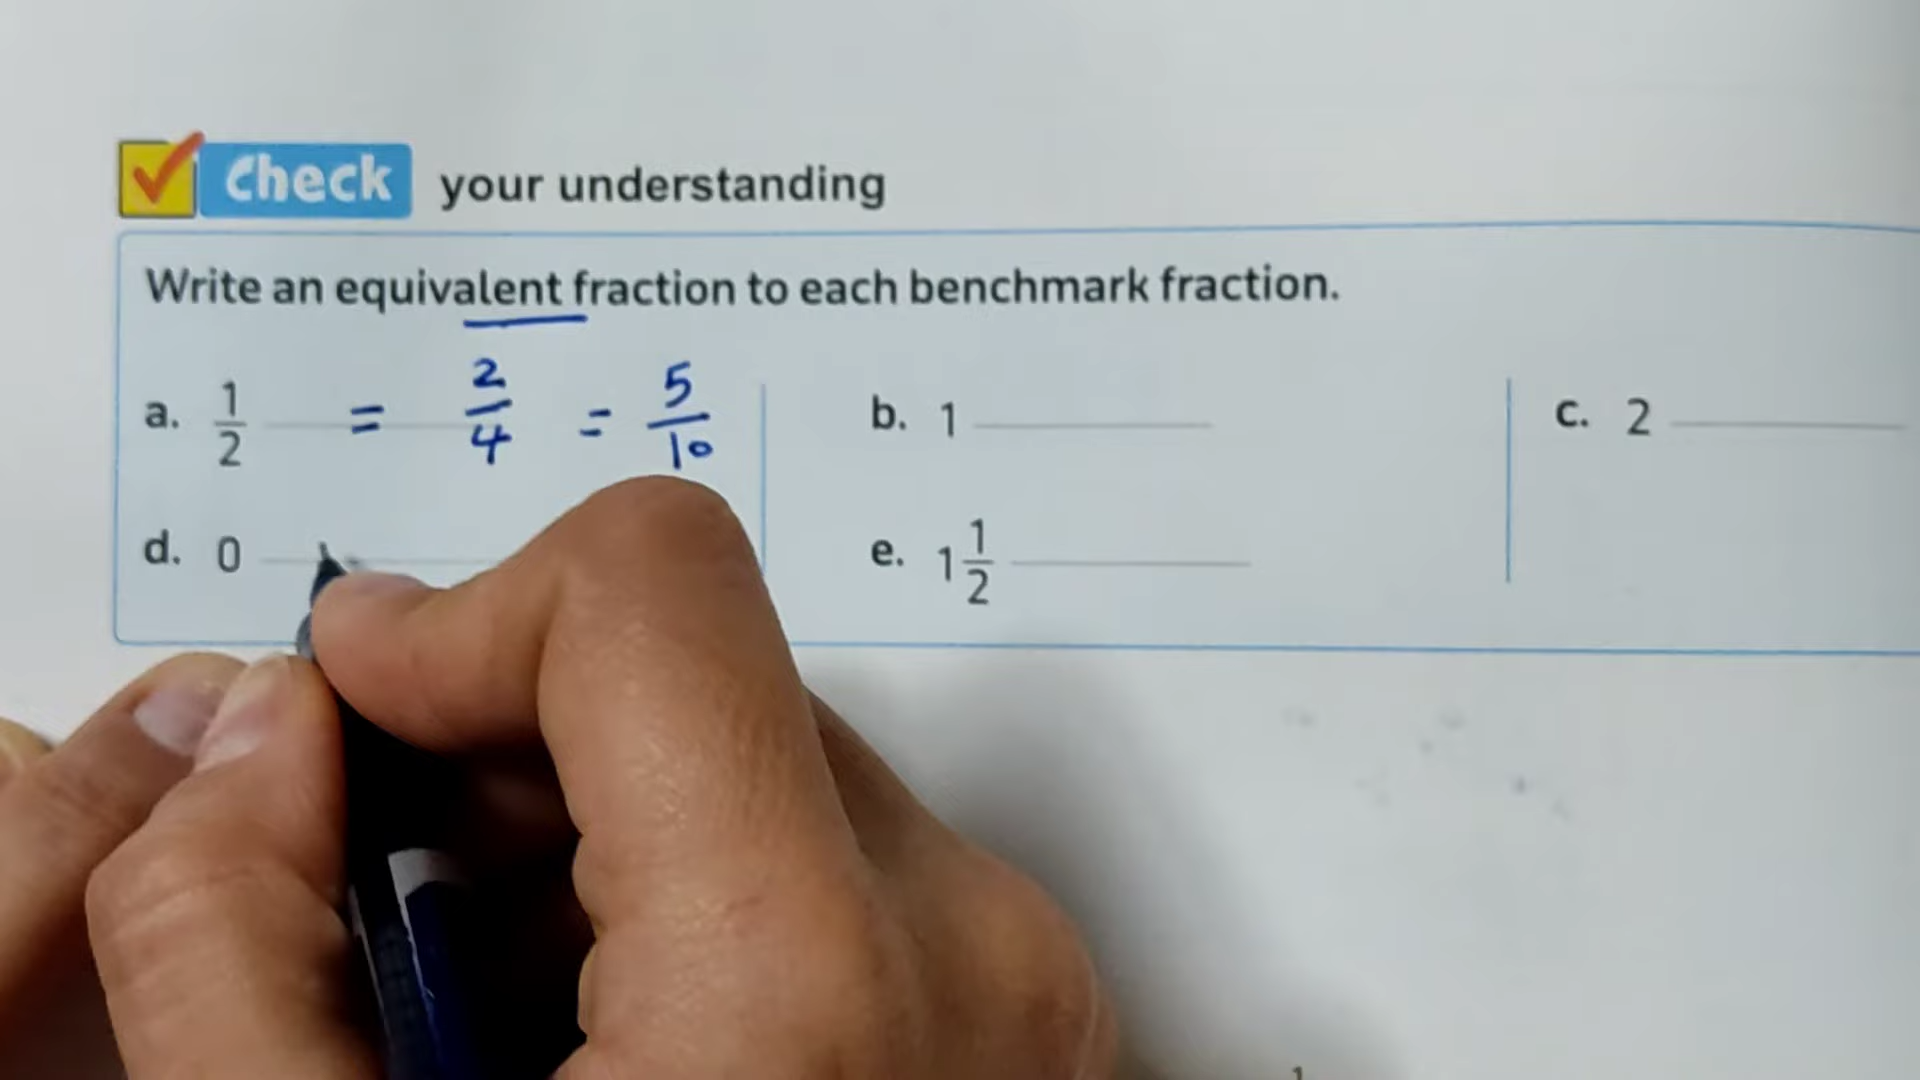 ✓ Check your understanding
Write an equivalent fraction to each benchmark fraction.
a. 1/2 = 2/4 = 5/10
b. 1
c. 2
d. 0
e. 1 1/2